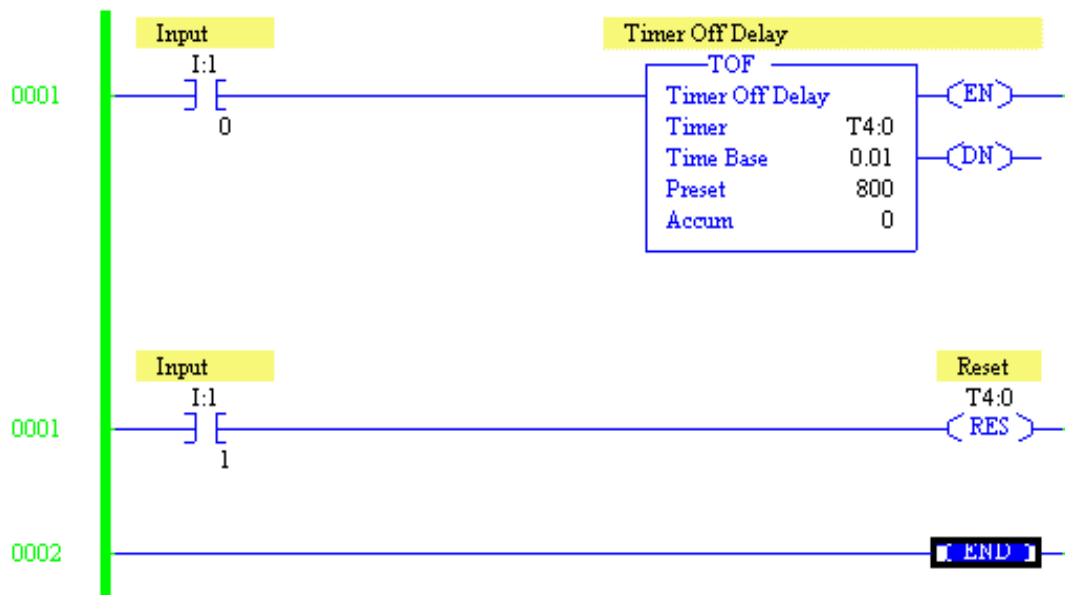 Input
Timer Off Delay
I:1
TOF
0001
Timer Off Delay
EN
0
Timer T4:0
Time Base 0.01
DN
Preset 800
Accum 0
Input
Reset
I:1
T4:0
0001
RES
1
0002
END